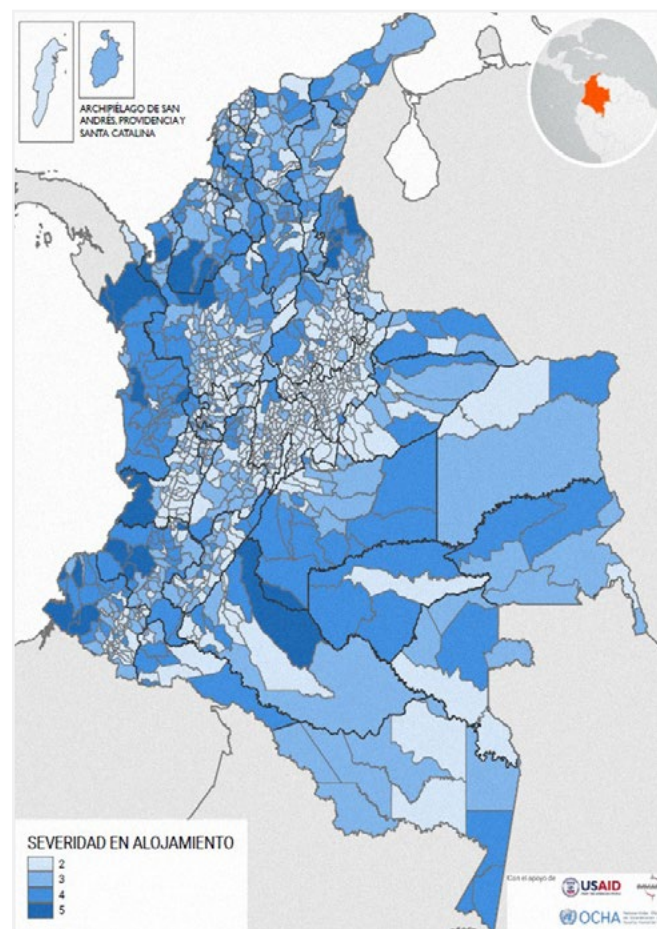 ARCHIPIÉLAGO DE SAN
ANDRÉS, PROVIDENCIA Y
SANTA CATALINA
SEVERIDAD EN ALOJAMIENTO
2
3
4
5
Con el apoyo de
USAID
OCHA